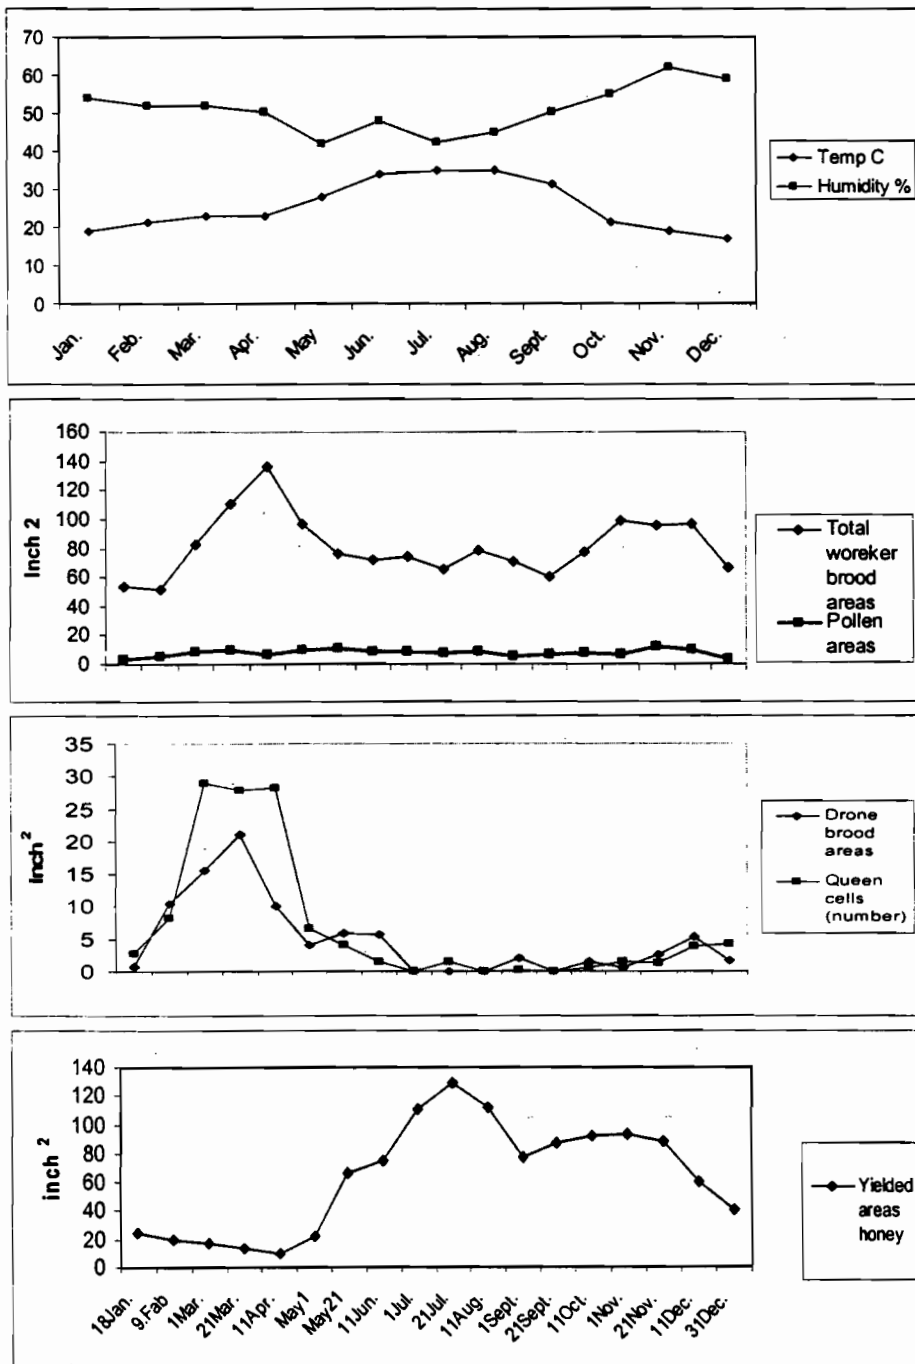 70
60
50
40
30
20
10
0
Jan.
Feb.
Mar.
Apr.
May
Jun.
Jul.
Aug.
Sept.
Oct.
Nov.
Dec.
Temp C
Humidity %
160
140
120
100
80
60
40
20
0
Inch 2
Total
woreker
brood
areas
Pollen
areas
35
30
25
20
15
10
5
0
Inch²
Drone
brood
areas
Queen
cells
(number)
140
120
100
80
60
40
20
0
inch ²
18Jan.
9.Fab
1Mar.
21Mar.
11Apr.
May1
May21
11Jun.
1Jul.
21Jul.
11Aug.
1Sept.
21Sept.
11Oct.
1Nov.
21Nov.
11Dec.
31Dec.
Yielded
areas
honey